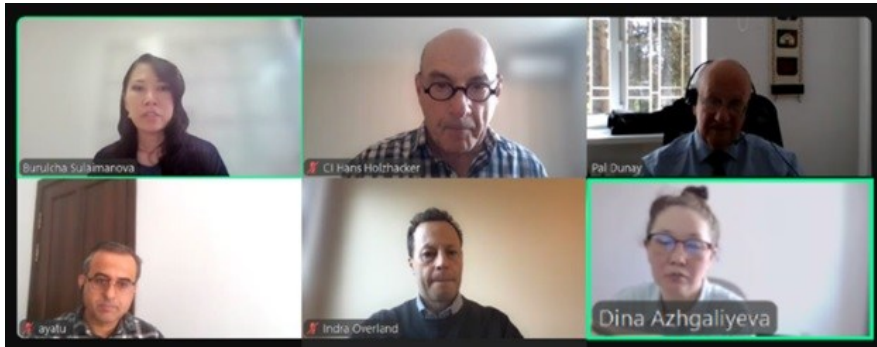 Burulcha Sulaimanova
CI Hans Holzhacker
Pal Dunay
ayatu
Indra Overland
Dina Azhgaliyeva